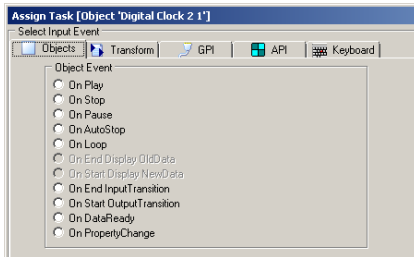 Assign Task [Object 'Digital Clock 2 1']
Select Input Event
Objects Transform GPI API Keyboard
Object Event
On Play
On Stop
On Pause
On AutoStop
On Loop
On End Display OldData
On Start Display NewData
On End InputTransition
On Start OutputTransition
On DataReady
On PropertyChange